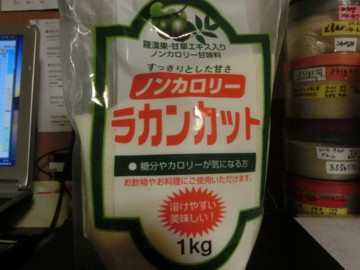 羅漢果・甘草エキス入り
ノンカロリー甘味料
すっきりとした甘さ
ノンカロリー
ラカンカット
●糖分やカロリーが気になる方
お飲物やお料理にご使用いただけます。
溶けやすい
美味しい!
1kg